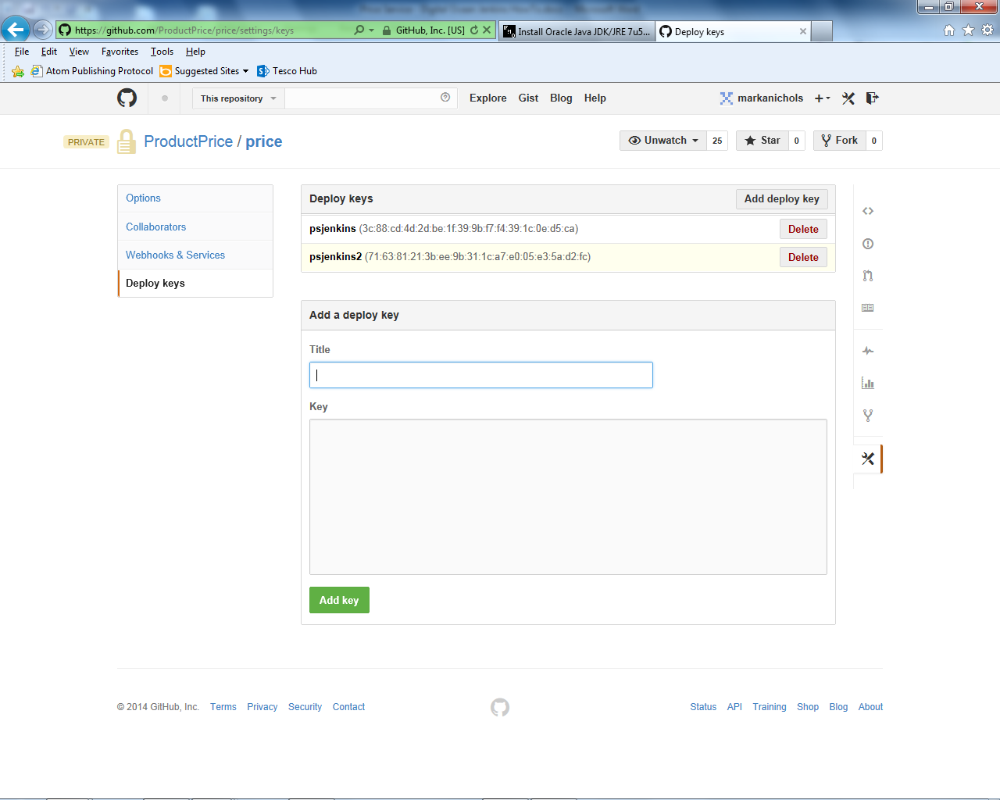 https://github.com/ProductPrice/price/settings/keys GitHub, Inc. [US] Install Oracle Java JDK/JRE 7u5... Deploy keys
File Edit View Favorites Tools Help
Atom Publishing Protocol Suggested Sites Tesco Hub
This repository Explore Gist Blog Help markanichols
PRIVATE ProductPrice / price Unwatch 25 Star 0 Fork 0
Options
Collaborators
Webhooks & Services
Deploy keys
Deploy keys Add deploy key
psjenkins (3c:88:cd:4d:2d:be:1f:39:9b:f7:f4:39:1c:0e:d5:ca) Delete
psjenkins2 (71:63:81:21:3b:ee:9b:31:1c:a7:e0:05:e3:5a:d2:fc) Delete
Add a deploy key
Title
Key
Add key
© 2014 GitHub, Inc. Terms Privacy Security Contact Status API Training Shop Blog About